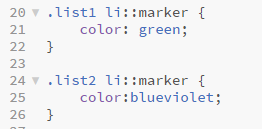 20 .list1 li::marker {
21     color: green;
22 }
23
24 .list2 li::marker {
25     color:blueviolet;
26 }